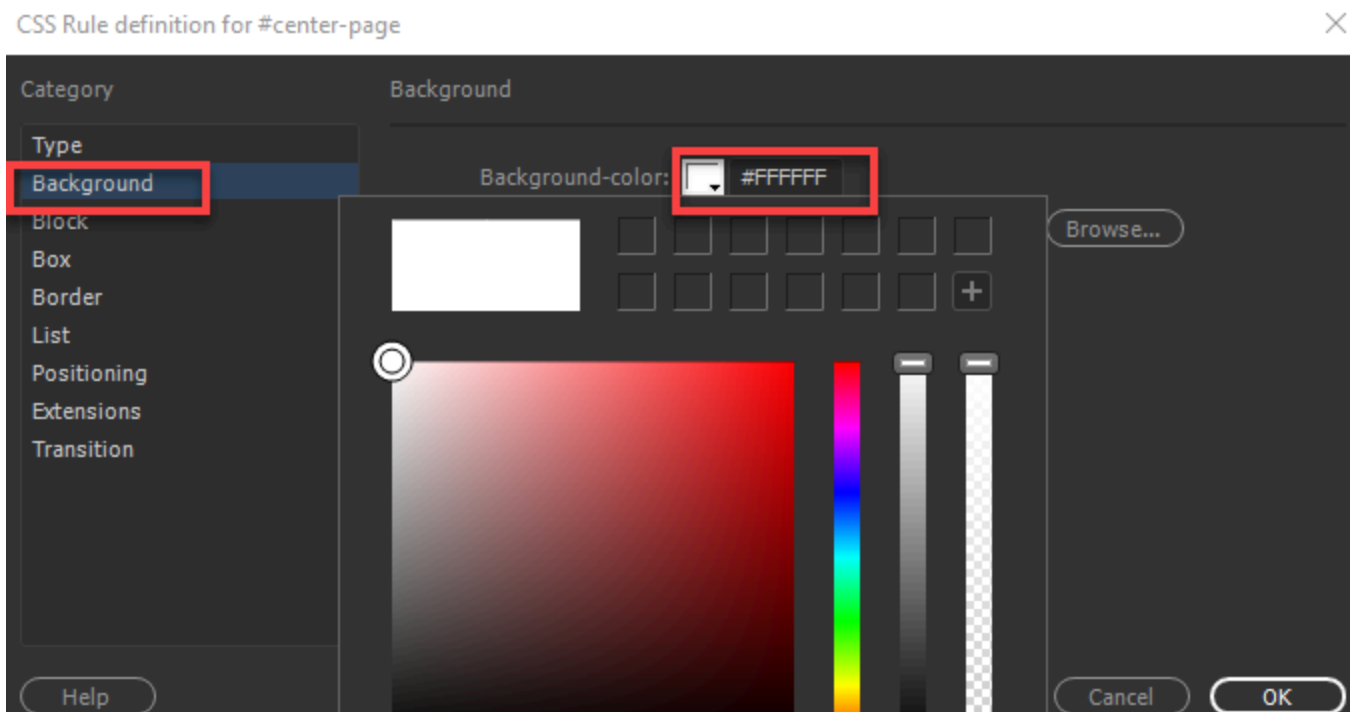 CSS Rule definition for #center-page
Category
Background
Type
Background
Block
Box
Border
List
Positioning
Extensions
Transition
Background-color: #FFFFFF
Browse...
Help
Cancel
OK